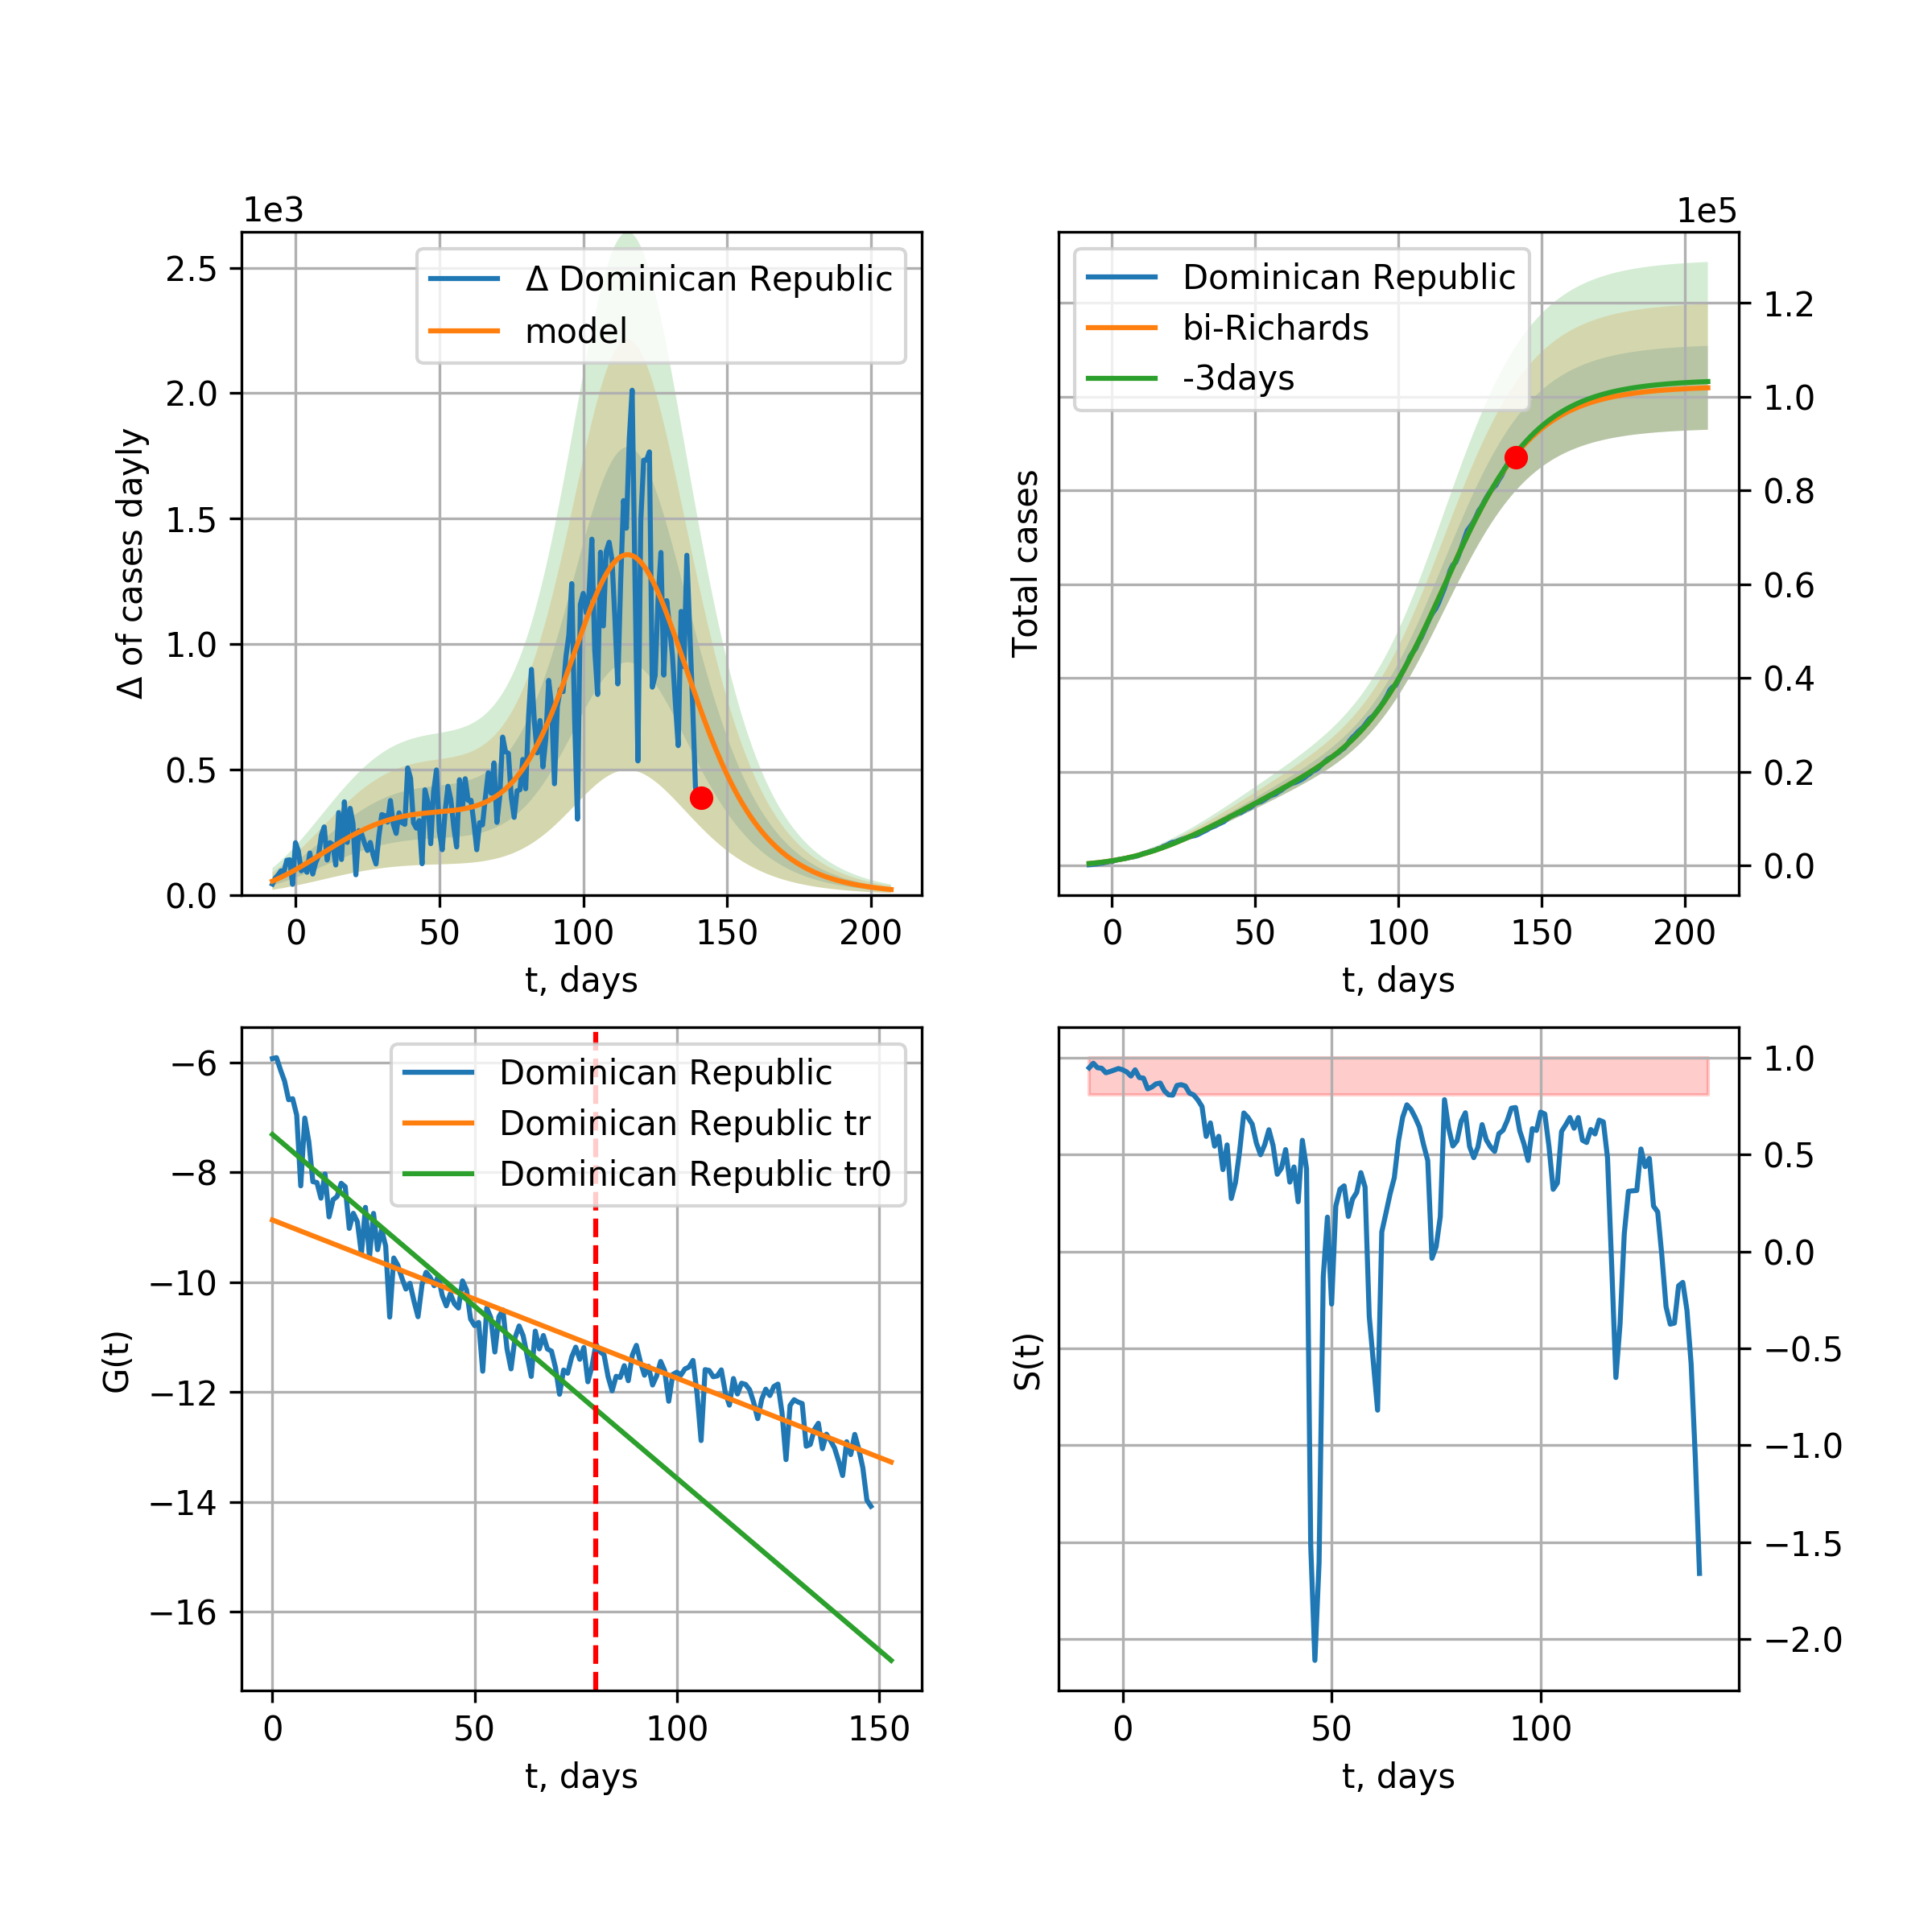 1e3
2.5
2.0
1.5
1.0
0.5
0.0
Δ of cases dayly
Δ Dominican Republic
model
0
50
100
150
200
t, days
1e5
Dominican Republic
bi-Richards
-3days
Total cases
1.2
1.0
0.8
0.6
0.4
0.2
0.0
0
50
100
150
200
t, days
−6
−8
−10
−12
−14
−16
G(t)
Dominican Republic
Dominican Republic tr
Dominican Republic tr0
0
50
100
150
t, days
S(t)
1.0
0.5
0.0
−0.5
−1.0
−1.5
−2.0
0
50
100
t, days